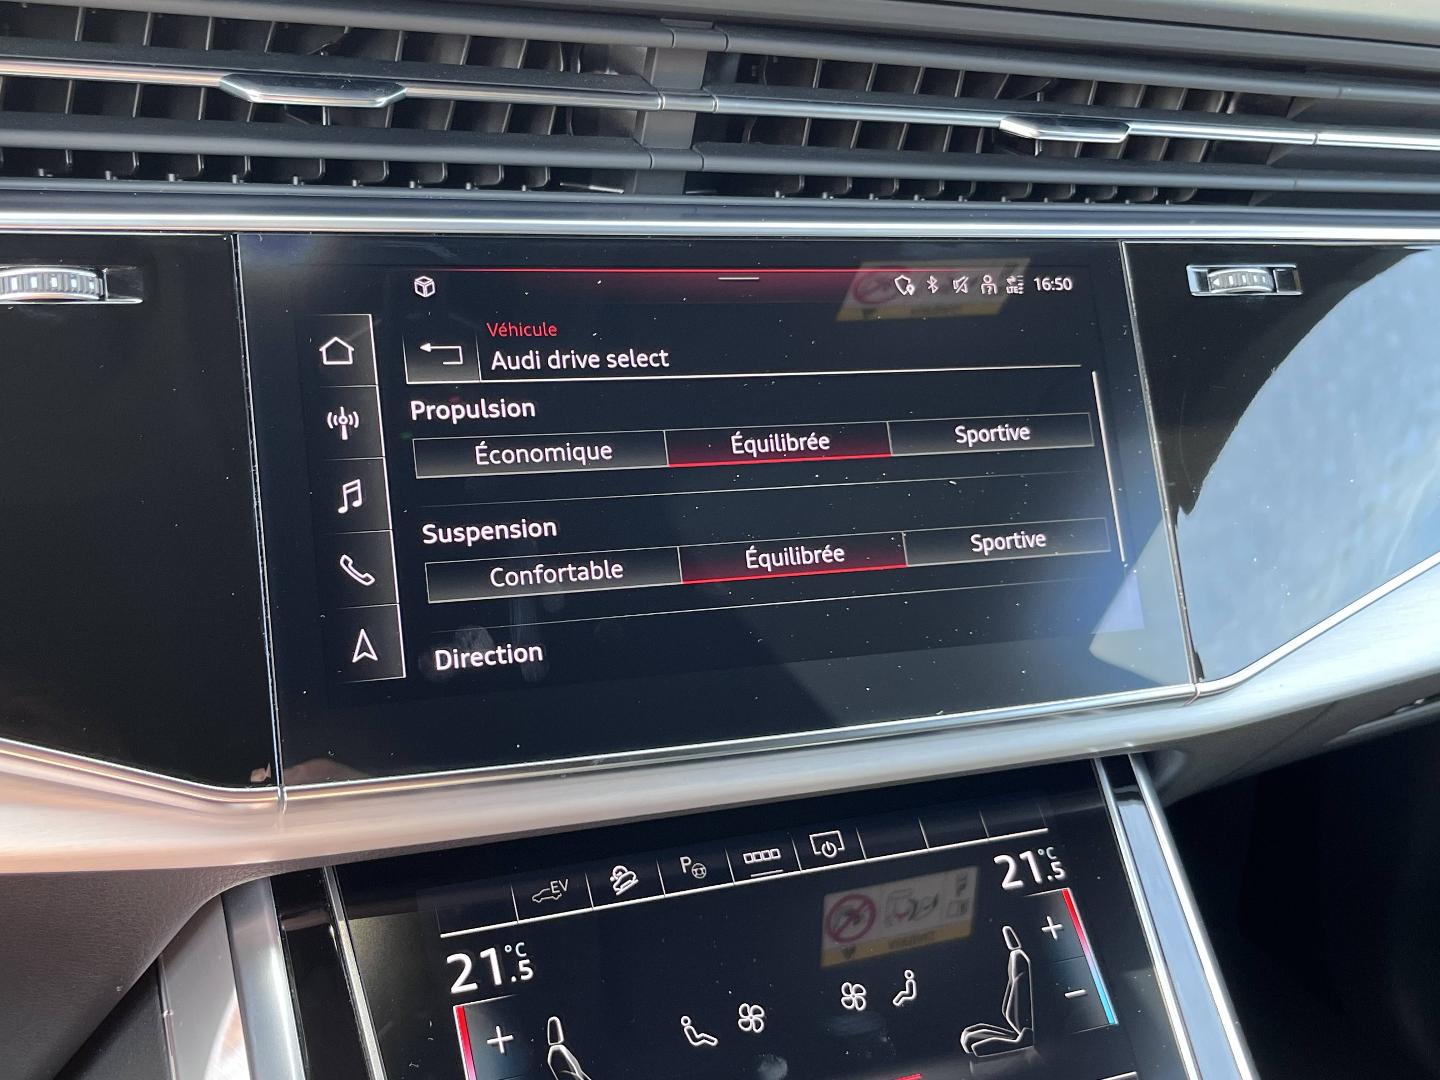 16:50
Véhicule
Audi drive select
Propulsion
Économique Équilibrée Sportive
Suspension
Confortable Équilibrée Sportive
Direction
EV P
21.5 °C
21.5 °C